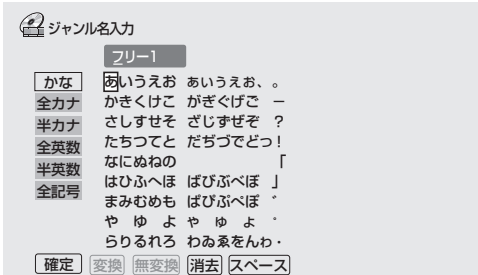 ジャンル名入力
フリー1
かな あいうえお ぁぃぅぇぉ、。
全カナ かきくけこ がぎぐげご ー
半カナ さしすせそ ざじずぜぞ ?
全英数 たちつてと だぢづでどっ!
半英数 なにぬねの 「
全記号 はひふへほ ばびぶべぼ 」
まみむめも ぱぴぷぺぽ ゛
や ゆ よ ゃ ゅ ょ ゜
らりるれろ わゐゑをんゎ・
確定 変換 無変換 消去 スペース